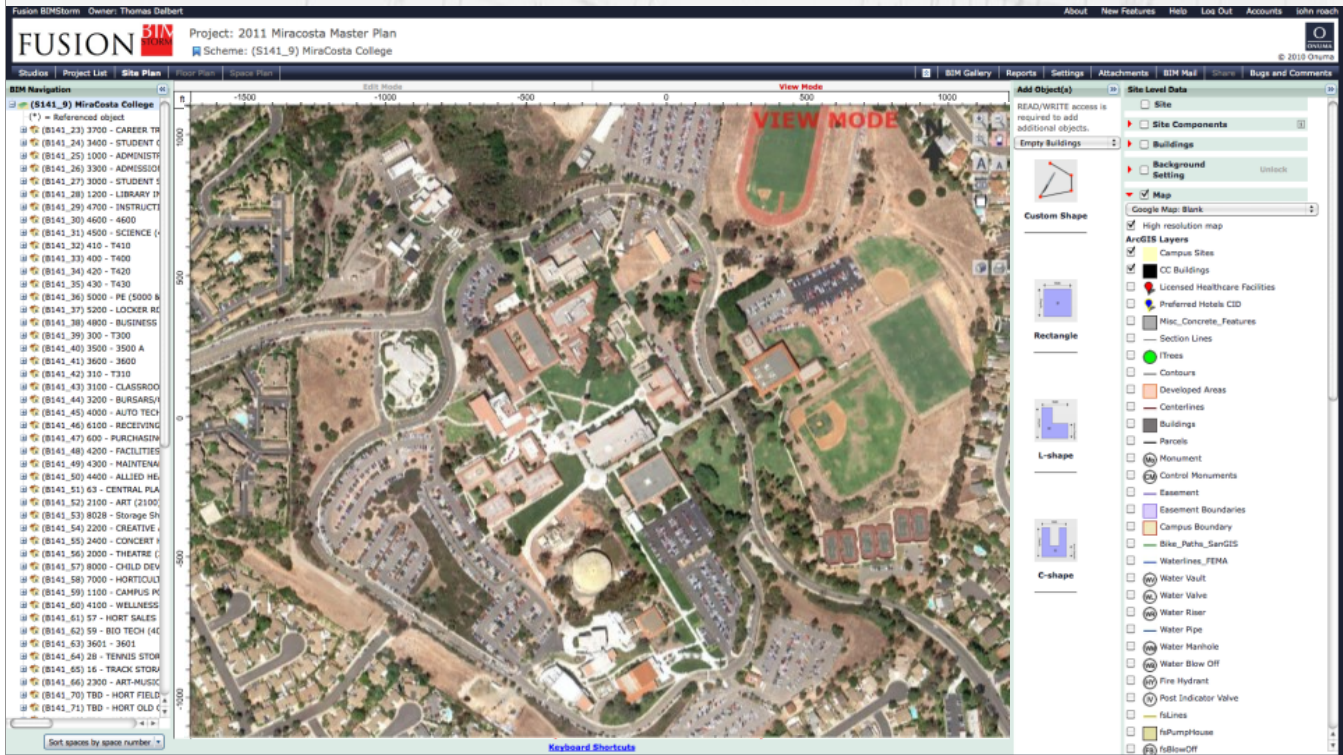 Fusion BIMStorm Owner: Thomas Dalbert
About New Features Help Log Out Accounts john roach
FUSION BIM STORM
Project: 2011 Miracosta Master Plan
Scheme: (S141_9) MiraCosta College
ONUMA
© 2010 Onuma
Studios Project List Site Plan Floor Plan Space Plan
BIM Gallery Reports Settings Attachments BIM Mail Share Bugs and Comments
BIM Navigation
(S141_9) MiraCosta College
(*) = Referenced object
(B141_23) 3700 - CAREER TR
(B141_24) 3400 - STUDENT C
(B141_25) 1000 - ADMINISTR
(B141_26) 3300 - ADMISSIO
(B141_27) 3000 - STUDENT S
(B141_28) 1200 - LIBRARY IN
(B141_29) 4700 - INSTRUCTI
(B141_30) 4600 - 4600
(B141_31) 4500 - SCIENCE (4
(B141_32) 410 - T410
(B141_33) 400 - T400
(B141_34) 420 - T420
(B141_35) 430 - T430
(B141_36) 5000 - PE (5000 &
(B141_37) 5200 - LOCKER RO
(B141_38) 4800 - BUSINESS
(B141_39) 300 - T300
(B141_40) 3500 - 3500 A
(B141_41) 3600 - 3600
(B141_42) 310 - T310
(B141_43) 3100 - CLASSROO
(B141_44) 3200 - BURSARS/
(B141_45) 4000 - AUTO TECH
(B141_46) 6100 - RECEIVING
(B141_47) 600 - PURCHASIN
(B141_48) 4200 - FACILITIES
(B141_49) 4300 - MAINTENA
(B141_50) 4400 - ALLIED HE
(B141_51) 63 - CENTRAL PLA
(B141_52) 2100 - ART (2100
(B141_53) 8028 - Storage Sh
(B141_54) 2200 - CREATIVE
(B141_55) 2400 - CONCERT H
(B141_56) 2000 - THEATRE (
(B141_57) 8000 - CHILD DEV
(B141_58) 7000 - HORTICULT
(B141_59) 1100 - CAMPUS PO
(B141_60) 4100 - WELLNESS
(B141_61) 57 - HORT SALES
(B141_62) 59 - BIO TECH (4
(B141_63) 3601 - 3601
(B141_64) 28 - TENNIS STOR
(B141_65) 16 - TRACK STORA
(B141_66) 2300 - ART-MUSIC
(B141_70) TBD - HORT FIELD
(B141_71) TBD - HORT OLD
Sort spaces by space number
Edit Mode
View Mode
ft -1500 -1000 -500 0 500 1000
1000
500
0
-500
-1000
VIEW MODE
A A
Keyboard Shortcuts
Add Object(s)
READ/WRITE access is
required to add
additional objects.
Empty Buildings
Custom Shape
Rectangle
L-shape
C-shape
Site Level Data
Site
Site Components
Buildings
Background
Setting
Unlock
Map
Google Map: Blank
High resolution map
ArcGIS Layers
Campus Sites
CC Buildings
Licensed Healthcare Facilities
Preferred Hotels CID
Misc_Concrete_Features
Section Lines
ITrees
Contours
Developed Areas
Centerlines
Buildings
Parcels
Monument
Control Monuments
Easement
Easement Boundaries
Campus Boundary
Bike_Paths_SanGIS
Waterlines_FEMA
Water Vault
Water Valve
Water Riser
Water Pipe
Water Manhole
Water Blow Off
Fire Hydrant
Post Indicator Valve
fsLines
fsPumpHouse
fsBlowOff